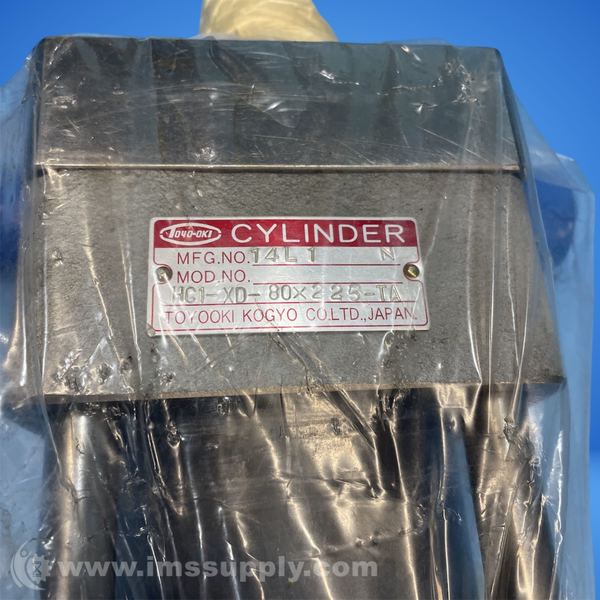 TOYO-OKI CYLINDER
MFG.NO. 14L1 N
MOD NO.
HG1-XD-80×225-TA
TOYOOKI KOGYO CO.LTD.,JAPAN.
www.imssupply.com